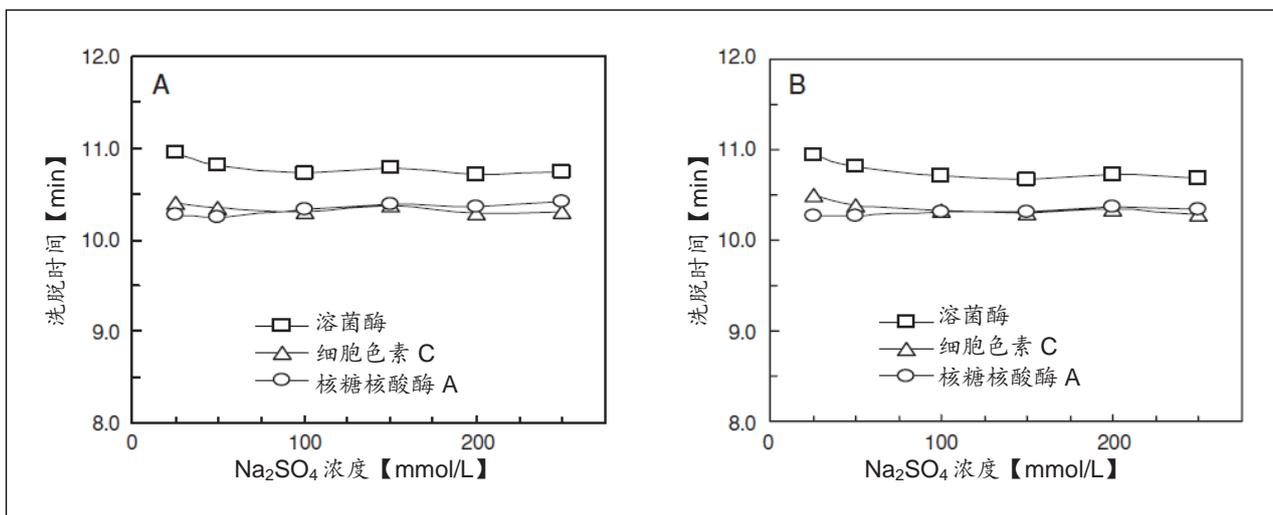 A
12.0
11.0
10.0
9.0
8.0
洗脱时间【min】
溶菌酶
细胞色素 C
核糖核酸酶 A
0
100
200
Na₂SO₄ 浓度【mmol/L】
B
12.0
11.0
10.0
9.0
8.0
洗脱时间【min】
溶菌酶
细胞色素 C
核糖核酸酶 A
0
100
200
Na₂SO₄ 浓度【mmol/L】